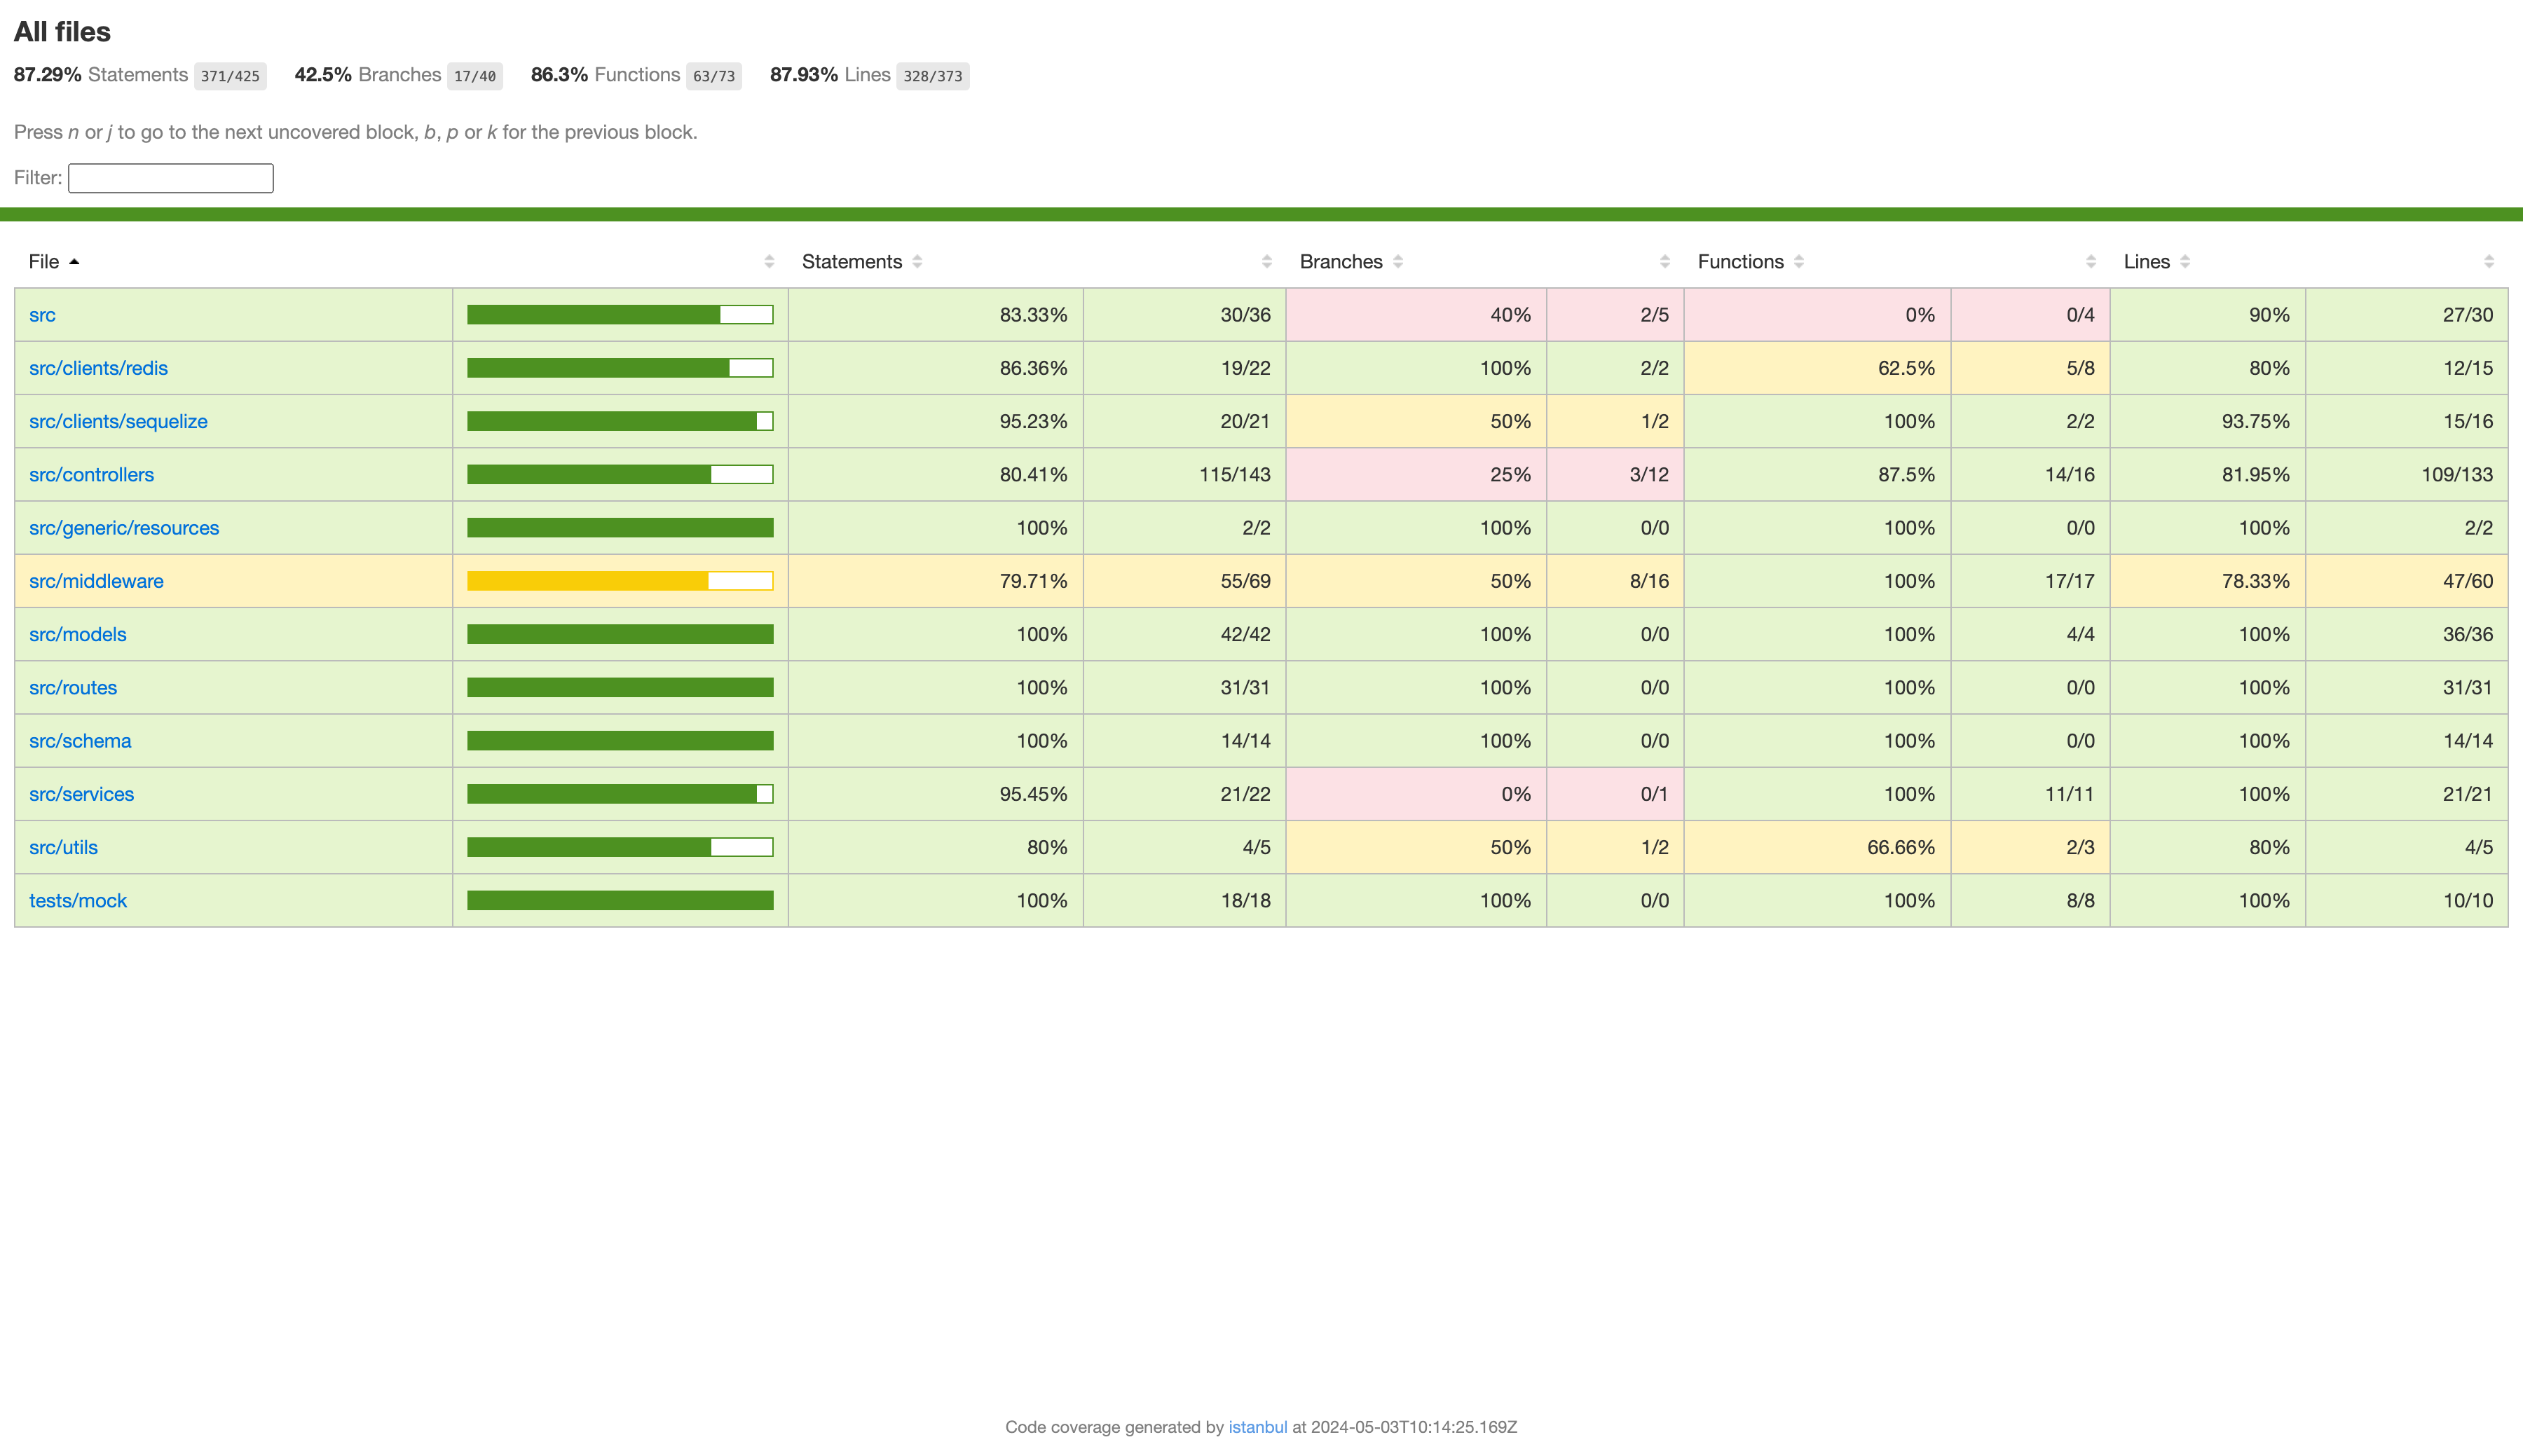 All files
87.29% Statements 371/425 42.5% Branches 17/40 86.3% Functions 63/73 87.93% Lines 328/373
Press n or j to go to the next uncovered block, b, p or k for the previous block.
Filter:
File Statements Branches Functions Lines
src 83.33% 30/36 40% 2/5 0% 0/4 90% 27/30
src/clients/redis 86.36% 19/22 100% 2/2 62.5% 5/8 80% 12/15
src/clients/sequelize 95.23% 20/21 50% 1/2 100% 2/2 93.75% 15/16
src/controllers 80.41% 115/143 25% 3/12 87.5% 14/16 81.95% 109/133
src/generic/resources 100% 2/2 100% 0/0 100% 0/0 100% 2/2
src/middleware 79.71% 55/69 50% 8/16 100% 17/17 78.33% 47/60
src/models 100% 42/42 100% 0/0 100% 4/4 100% 36/36
src/routes 100% 31/31 100% 0/0 100% 0/0 100% 31/31
src/schema 100% 14/14 100% 0/0 100% 0/0 100% 14/14
src/services 95.45% 21/22 0% 0/1 100% 11/11 100% 21/21
src/utils 80% 4/5 50% 1/2 66.66% 2/3 80% 4/5
tests/mock 100% 18/18 100% 0/0 100% 8/8 100% 10/10
Code coverage generated by istanbul at 2024-05-03T10:14:25.169Z